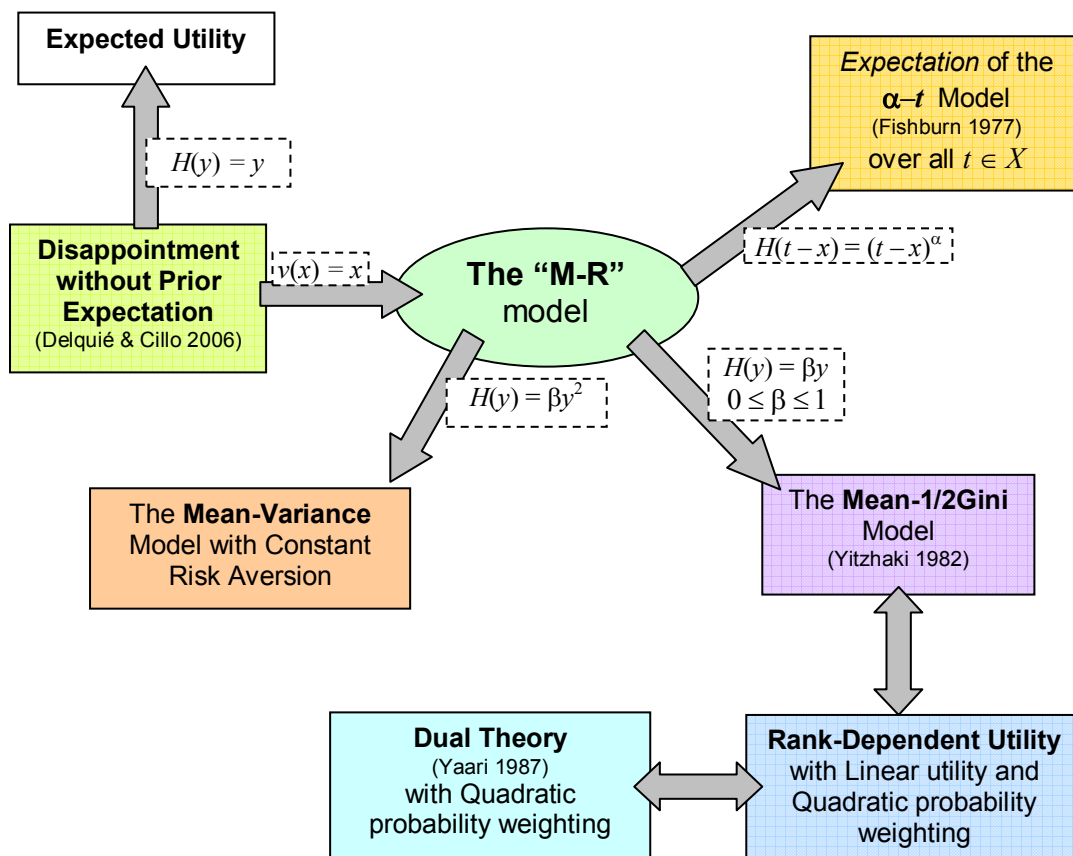 Expected Utility
H(y) = y
Disappointment
without Prior
Expectation
(Delquié & Cillo 2006)
v(x) = x
The “M-R”
model
Expectation of the
α–t Model
(Fishburn 1977)
over all t ∈ X
H(t – x) = (t – x)^α
H(y) = βy²
H(y) = βy
0 ≤ β ≤ 1
The Mean-Variance
Model with Constant
Risk Aversion
The Mean-1/2Gini
Model
(Yitzhaki 1982)
Dual Theory
(Yaari 1987)
with Quadratic
probability weighting
Rank-Dependent Utility
with Linear utility and
Quadratic probability
weighting